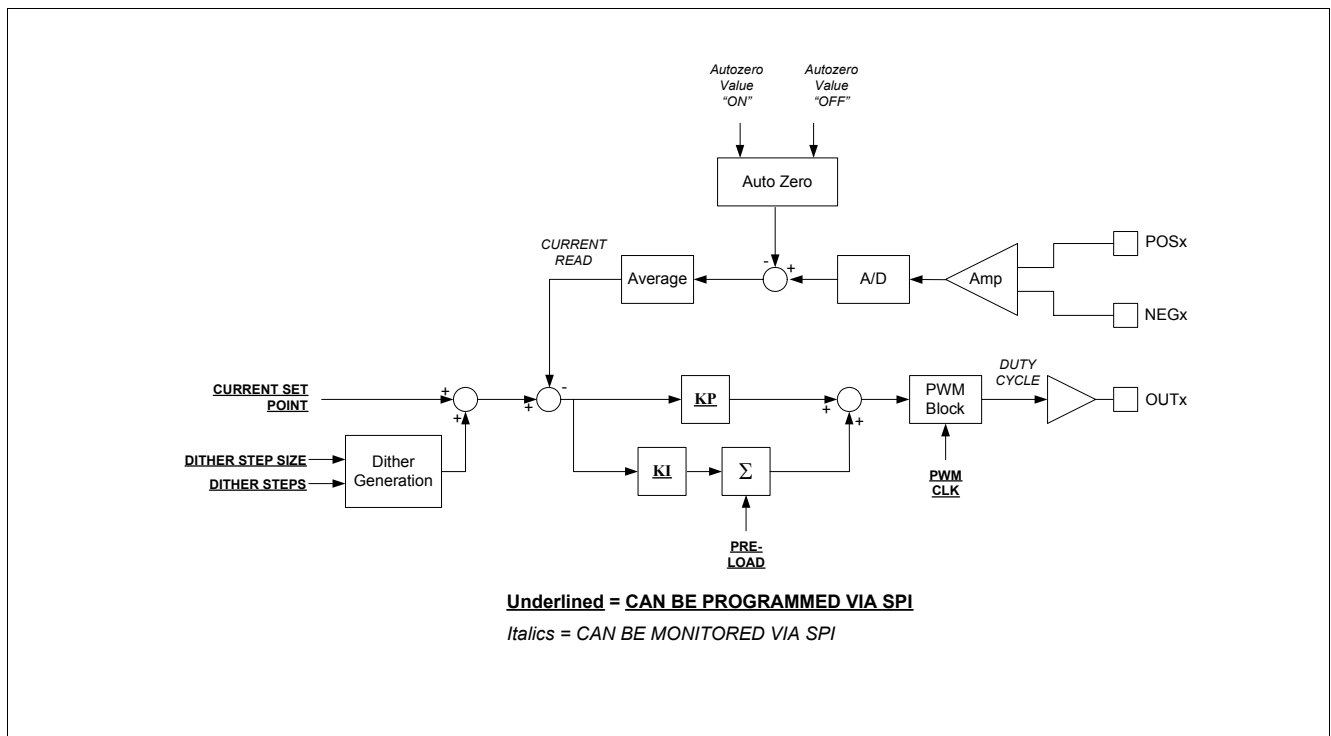 Autozero
Value
"ON"
Autozero
Value
"OFF"
Auto Zero
CURRENT
READ
Average
-
+
A/D
Amp
POSx
NEGx
CURRENT SET
POINT
+
+
+
-
KP
+
+
PWM
Block
DUTY
CYCLE
OUTx
DITHER STEP SIZE
DITHER STEPS
Dither
Generation
KI
Σ
PWM
CLK
PRE-
LOAD
Underlined = CAN BE PROGRAMMED VIA SPI
Italics = CAN BE MONITORED VIA SPI